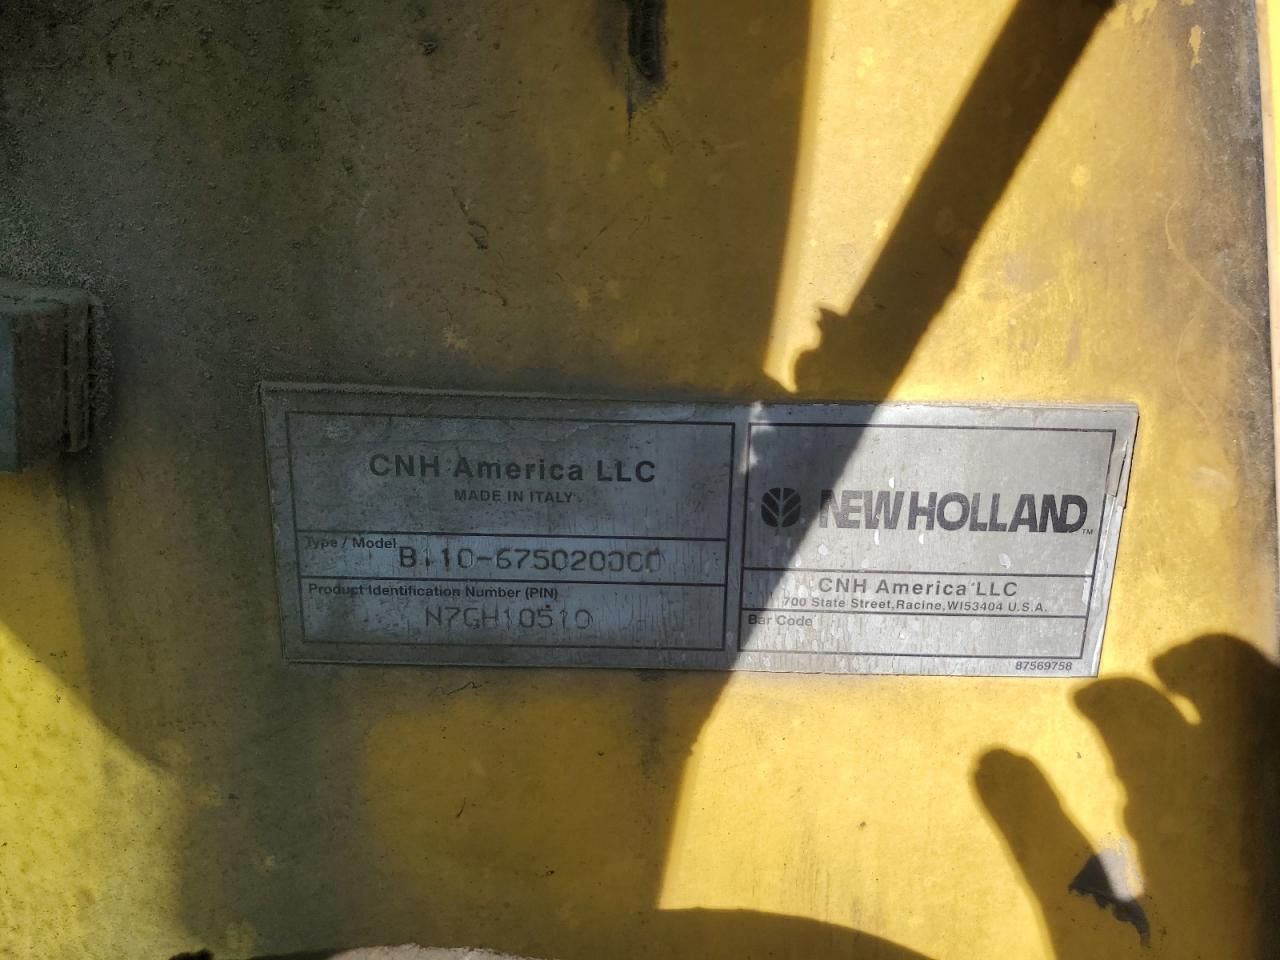 CNH America LLC
MADE IN ITALY
Type / Model B110-675020000
Product Identification Number (PIN)
N7GH10510
NEW HOLLAND™
CNH America LLC
700 State Street, Racine, WI53404 U.S.A.
Bar Code
87569758